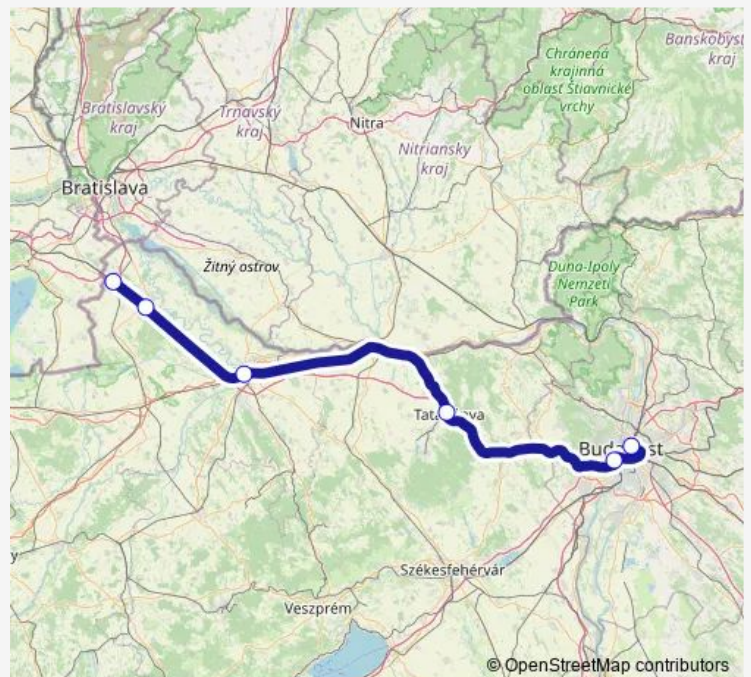 Banskobyst
kraj
Chránená
krajinná
oblasť Štiavnické
vrchy
Bratislavský
kraj
Trnavský
kraj
Nitra
Nitriansky
kraj
Bratislava
Žitný ostrov
Duna-Ipoly
Nemzeti
Park
Székesfehérvár
Veszprém
y
© OpenStreetMap contributors